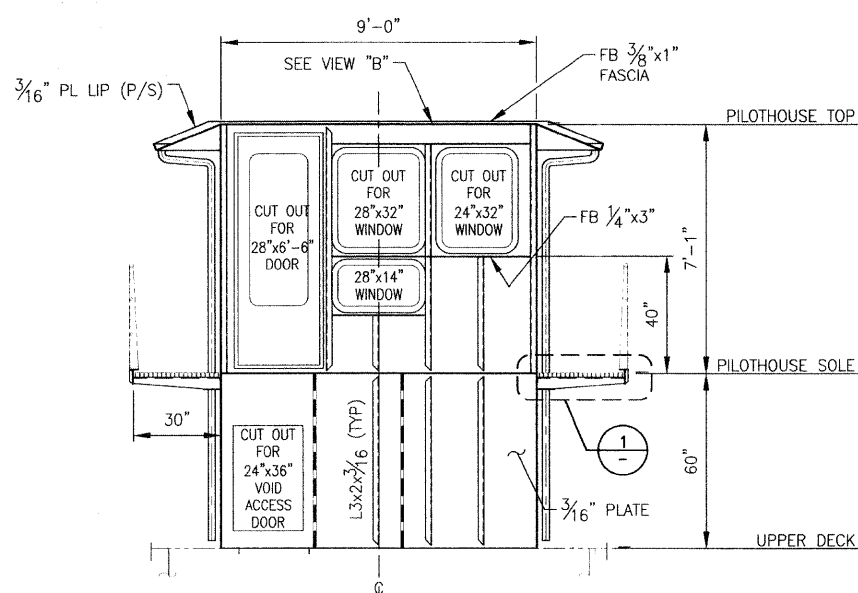 9'-0"
SEE VIEW "B"
FB 3/8"x1"
FASCIA
3/16" PL LIP (P/S)
PILOTHOUSE TOP
CUT OUT
FOR
28"x32"
WINDOW
CUT OUT
FOR
24"x32"
WINDOW
CUT OUT
FOR
28"x6'-6"
DOOR
FB 1/4"x3"
28"x14"
WINDOW
7'-1"
40"
PILOTHOUSE SOLE
30"
CUT OUT
FOR
24"x36"
VOID
ACCESS
DOOR
L3x2x3/16 (TYP)
1
-
60"
3/16" PLATE
UPPER DECK
℄